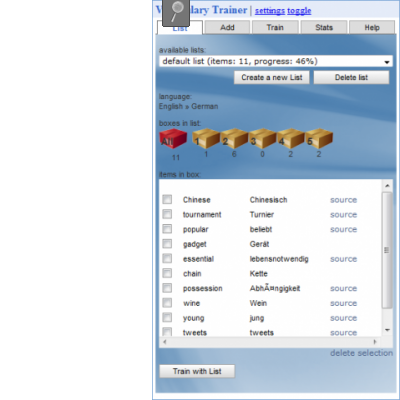 Trainer | settings toggle
List Add Train Stats Help
available lists:
default list (items: 11, progress: 46%)
Create a new List Delete list
language:
English » German
boxes in list:
All 1 2 3 4 5
11 1 6 0 2 2
items in box:
Chinese Chinesisch source
tournament Turnier source
popular beliebt source
gadget Gerät
essential lebensnotwendig source
chain Kette
possession AbhÃ¤ngigkeit source
wine Wein source
young jung source
tweets tweets source
delete selection
Train with List